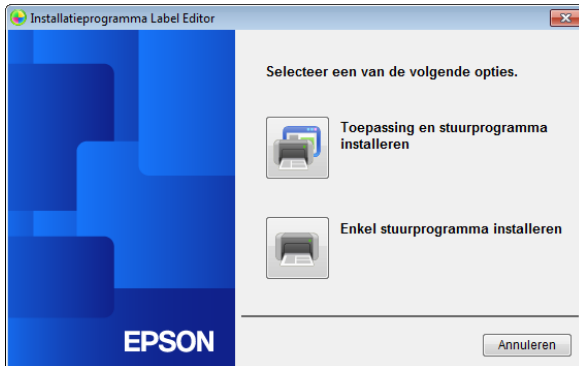 Installatieprogramma Label Editor
Selecteer een van de volgende opties.
Toepassing en stuurprogramma
installeren
Enkel stuurprogramma installeren
EPSON
Annuleren